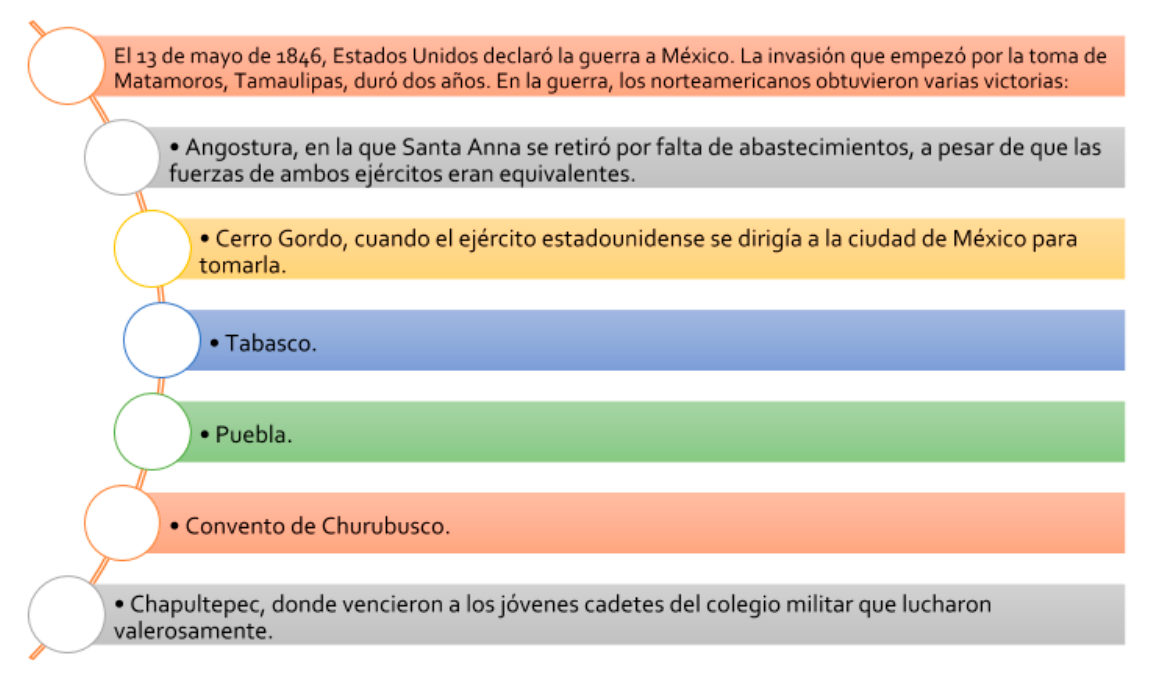 El 13 de mayo de 1846, Estados Unidos declaró la guerra a México. La invasión que empezó por la toma de
Matamoros, Tamaulipas, duró dos años. En la guerra, los norteamericanos obtuvieron varias victorias:
• Angostura, en la que Santa Anna se retiró por falta de abastecimientos, a pesar de que las
fuerzas de ambos ejércitos eran equivalentes.
• Cerro Gordo, cuando el ejército estadounidense se dirigía a la ciudad de México para
tomarla.
• Tabasco.
• Puebla.
• Convento de Churubusco.
• Chapultepec, donde vencieron a los jóvenes cadetes del colegio militar que lucharon
valerosamente.